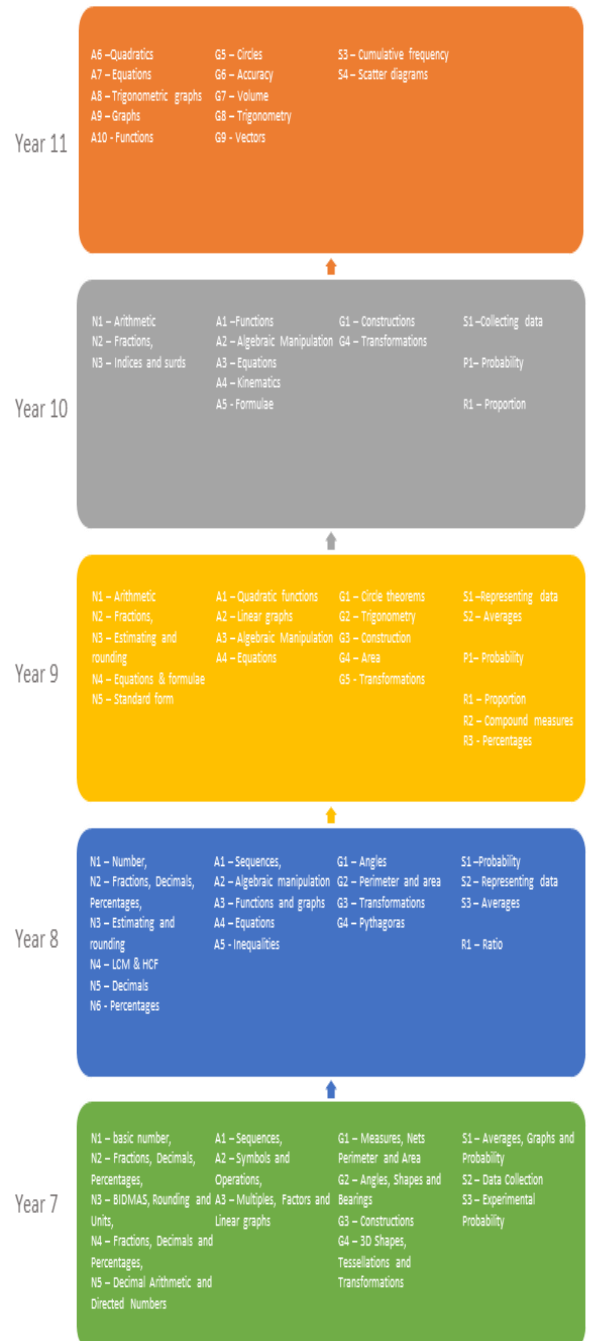 Year 11
A6 –Quadratics
A7 – Equations
A8 – Trigonometric graphs
A9 – Graphs
A10 - Functions
G5 – Circles
G6 – Accuracy
G7 – Volume
G8 – Trigonometry
G9 - Vectors
S3 – Cumulative frequency
S4 – Scatter diagrams
Year 10
N1 – Arithmetic
N2 – Fractions,
N3 – Indices and surds
A1 –Functions
A2 – Algebraic Manipulation
A3 – Equations
A4 – Kinematics
A5 - Formulae
G1 – Constructions
G4 – Transformations
S1 –Collecting data
P1– Probability
R1 – Proportion
Year 9
N1 – Arithmetic
N2 – Fractions,
N3 – Estimating and
rounding
N4 – Equations & formulae
N5 – Standard form
A1 – Quadratic functions
A2 – Linear graphs
A3 – Algebraic Manipulation
A4 – Equations
G1 – Circle theorems
G2 – Trigonometry
G3 – Construction
G4 – Area
G5 - Transformations
S1 –Representing data
S2 – Averages
P1– Probability
R1 – Proportion
R2 – Compound measures
R3 - Percentages
Year 8
N1 – Number,
N2 – Fractions, Decimals,
Percentages,
N3 – Estimating and
rounding
N4 – LCM & HCF
N5 – Decimals
N6 - Percentages
A1 – Sequences,
A2 – Algebraic manipulation
A3 – Functions and graphs
A4 – Equations
A5 - Inequalities
G1 – Angles
G2 – Perimeter and area
G3 – Transformations
G4 – Pythagoras
S1 –Probability
S2 – Representing data
S3 – Averages
R1 – Ratio
Year 7
N1 – basic number,
N2 – Fractions, Decimals,
Percentages,
N3 – BIDMAS, Rounding and
Units,
N4 – Fractions, Decimals and
Percentages,
N5 – Decimal Arithmetic and
Directed Numbers
A1 – Sequences,
A2 – Symbols and
Operations,
A3 – Multiples, Factors and
Linear graphs
G1 – Measures, Nets
Perimeter and Area
G2 – Angles, Shapes and
Bearings
G3 – Constructions
G4 – 3D Shapes,
Tessellations and
Transformations
S1 – Averages, Graphs and
Probability
S2 – Data Collection
S3 – Experimental
Probability